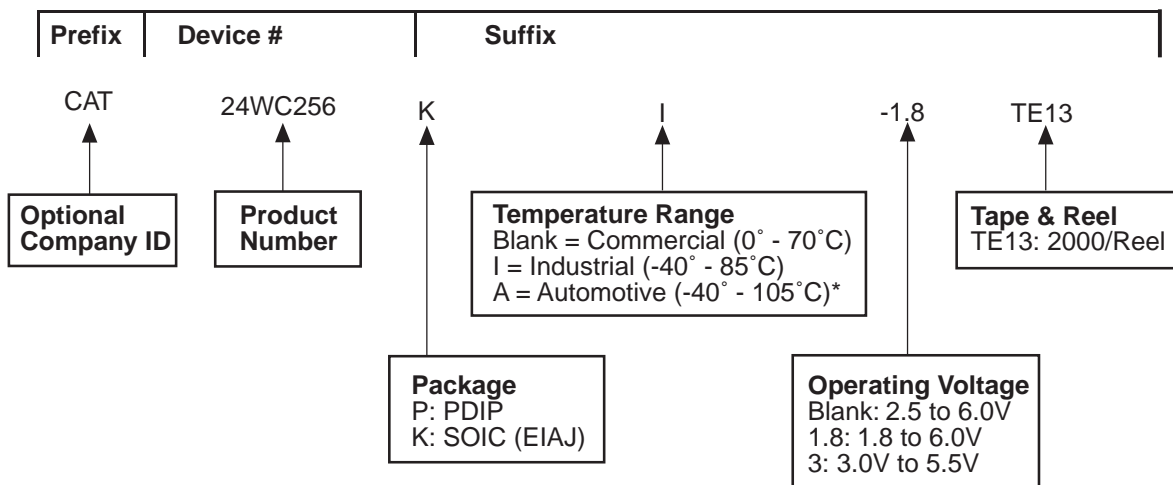 Prefix Device # Suffix
CAT 24WC256 K I -1.8 TE13
Optional
Company ID
Product
Number
Temperature Range
Blank = Commercial (0˚ - 70˚C)
I = Industrial (-40˚ - 85˚C)
A = Automotive (-40˚ - 105˚C)*
Tape & Reel
TE13: 2000/Reel
Package
P: PDIP
K: SOIC (EIAJ)
Operating Voltage
Blank: 2.5 to 6.0V
1.8: 1.8 to 6.0V
3: 3.0V to 5.5V